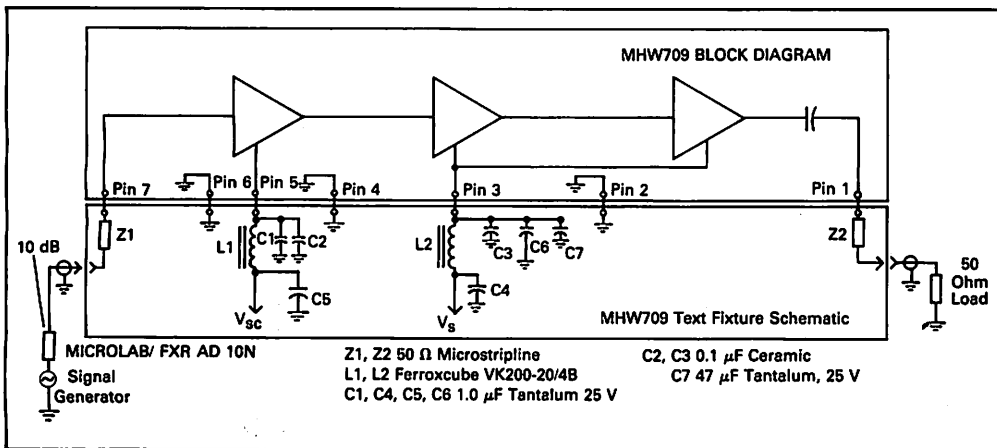 MHW709 BLOCK DIAGRAM
Pin 7
Pin 6
Pin 5
Pin 4
Pin 3
Pin 2
Pin 1
Z1
L1
C1
C2
L2
C3
C6
C7
Z2
10 dB
C5
C4
50
Ohm
Load
VSC
VS
MHW709 Text Fixture Schematic
MICROLAB/ FXR AD 10N
Signal
Generator
Z1, Z2 50 Ω Microstripline
L1, L2 Ferroxcube VK200-20/4B
C1, C4, C5, C6 1.0 μF Tantalum 25 V
C2, C3 0.1 μF Ceramic
C7 47 μF Tantalum, 25 V